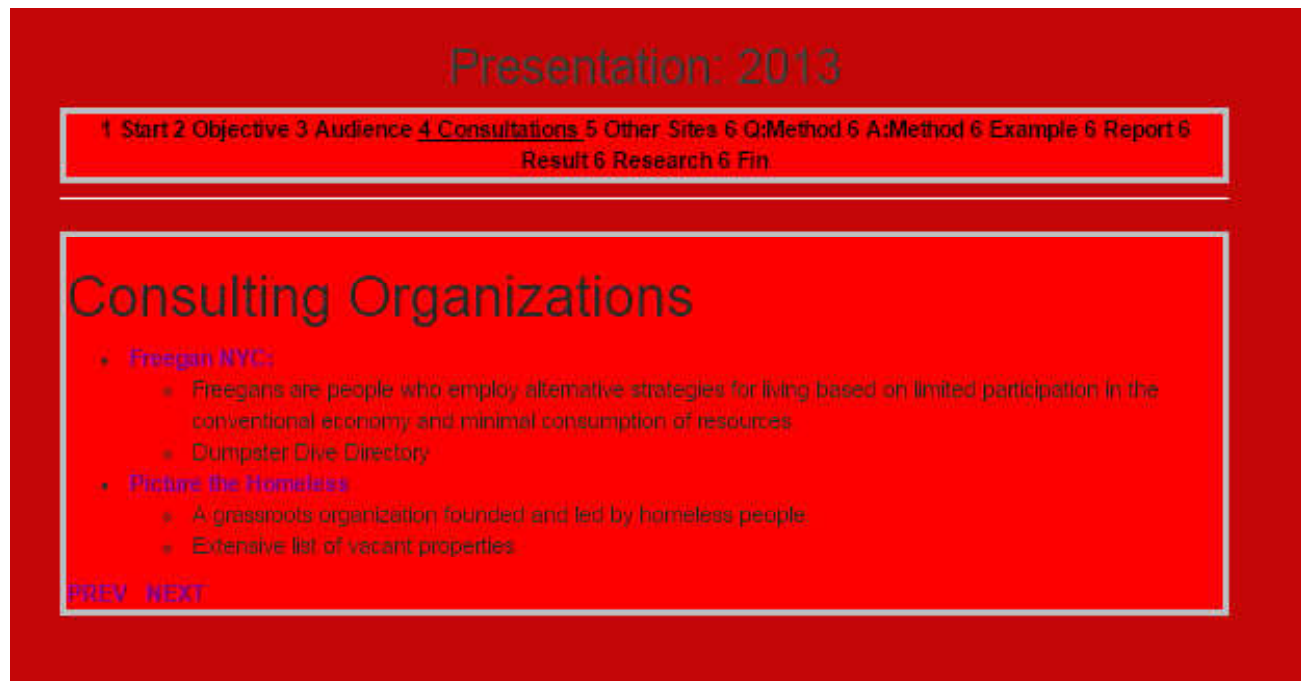 Presentation: 2013
1 Start 2 Objective 3 Audience 4 Consultations 5 Other Sites 6 Q:Method 6 A:Method 6 Example 6 Report 6
Result 6 Research 6 Fin
Consulting Organizations
Freegan NYC:
Freegans are people who employ alternative strategies for living based on limited participation in the
conventional economy and minimal consumption of resources
Dumpster Dive Directory
Picture the Homeless
A grassroots organization founded and led by homeless people
Extensive list of vacant properties
PREV NEXT